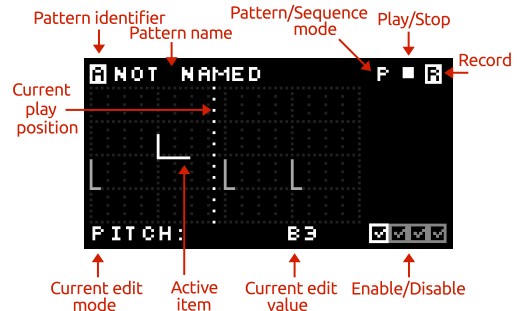 Pattern identifier
Pattern name
Pattern/Sequence
mode
Play/Stop
Record
A NOT NAMED
P
R
Current
play
position
PITCH:
B3
Current edit
mode
Active
item
Current edit
value
Enable/Disable